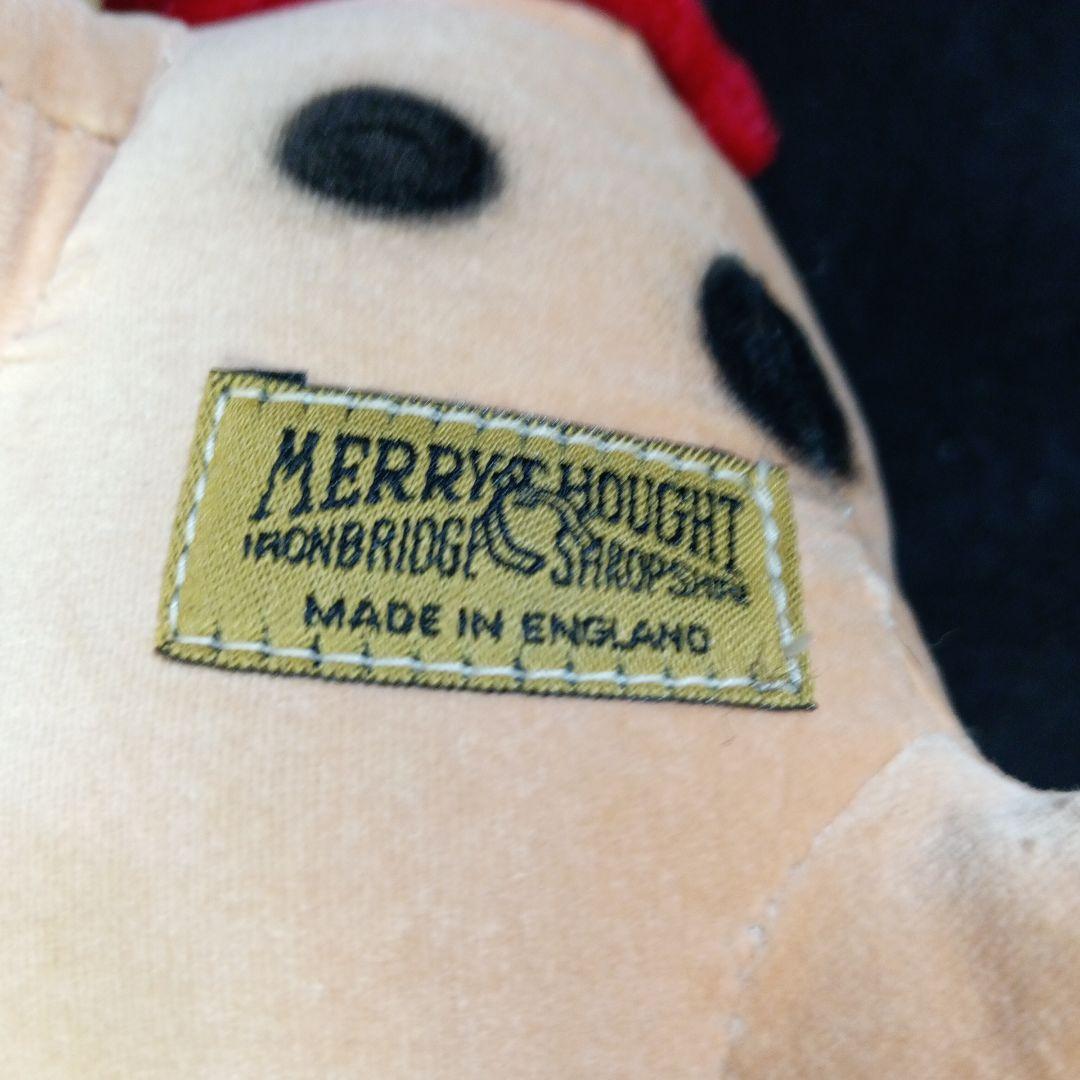 MERRYTHOUGHT
IRONBRIDGE SHROPSHIRE
MADE IN ENGLAND